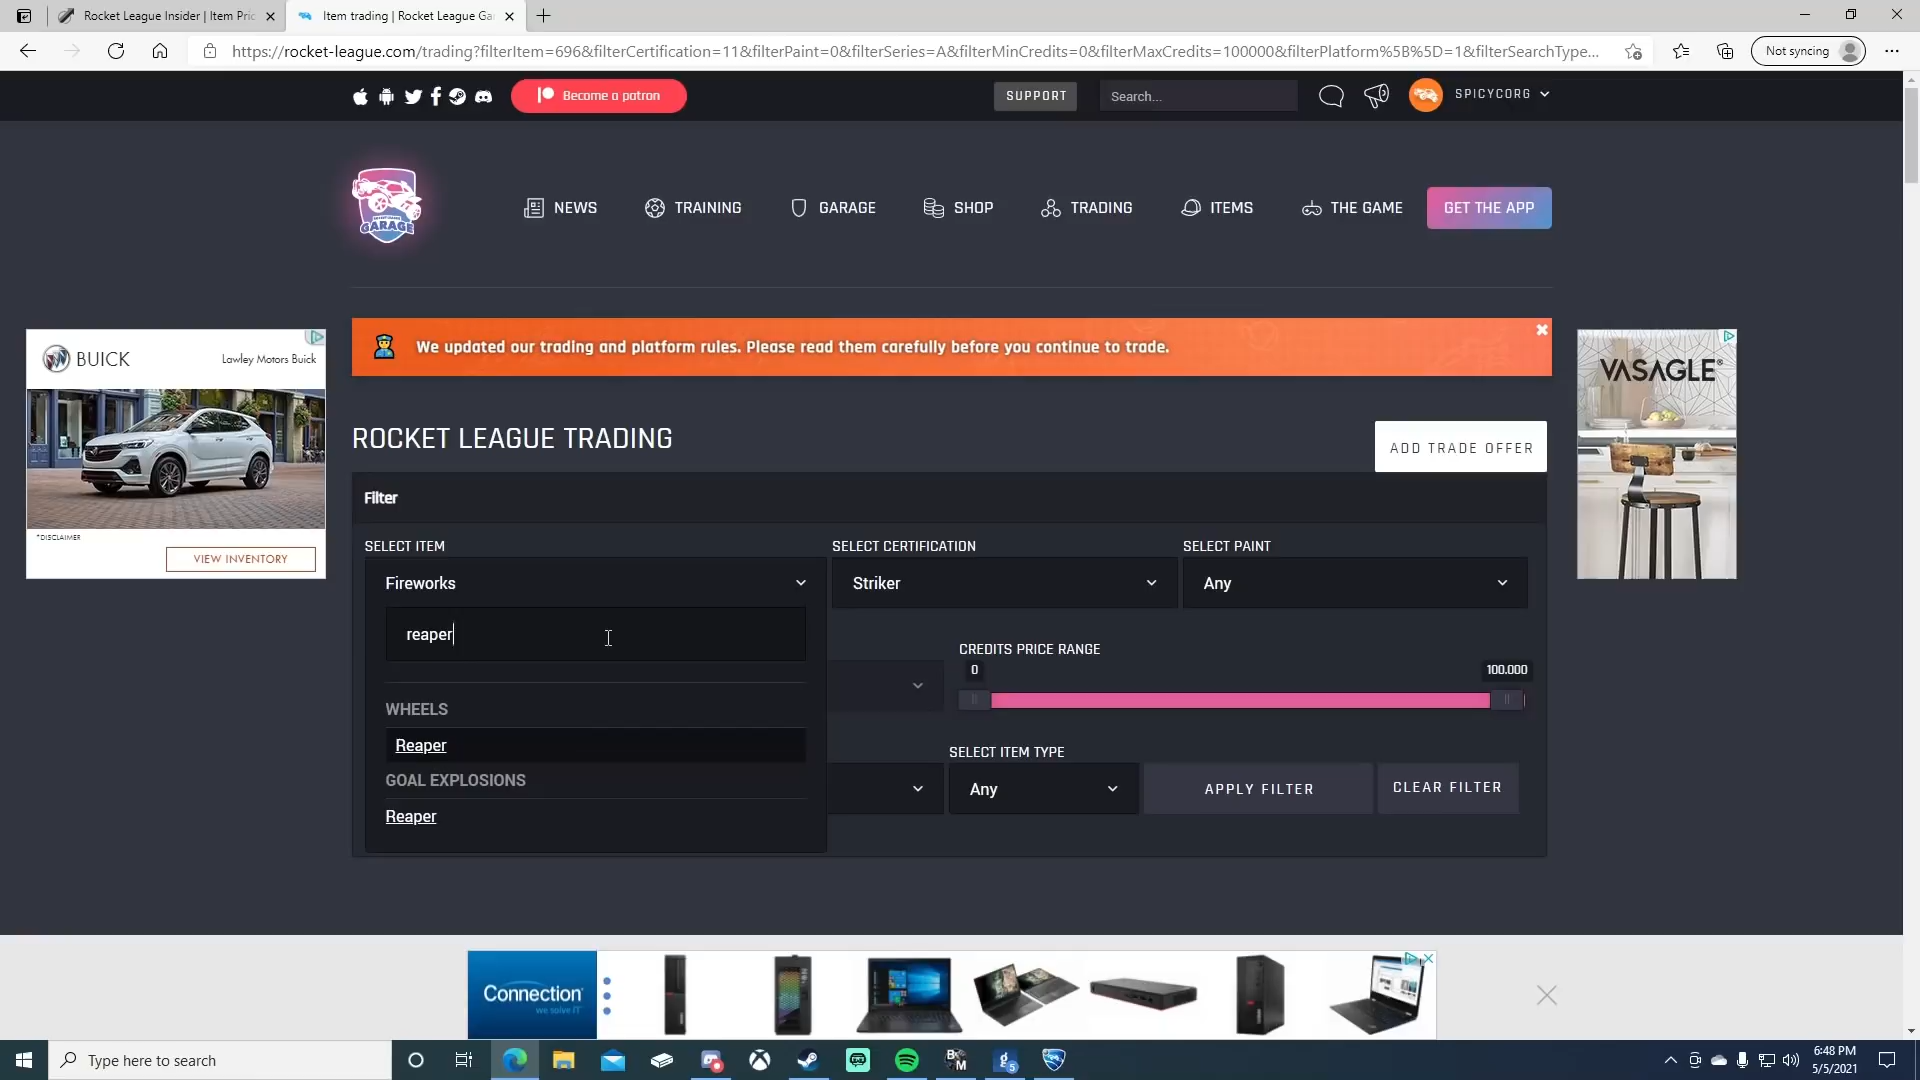 Rocket League Insider | Item Pric
Item trading | Rocket League Ga
https://rocket-league.com/trading?filterItem=696&filterCertification=11&filterPaint=0&filterSeries=A&filterMinCredits=0&filterMaxCredits=100000&filterPlatform%5B%5D=1&filterSearchType...
Not syncing
Become a patron
SUPPORT
Search...
SPICYCORG
GARAGE
NEWS
TRAINING
GARAGE
SHOP
TRADING
ITEMS
THE GAME
GET THE APP
We updated our trading and platform rules. Please read them carefully before you continue to trade.
BUICK
Lawley Motors Buick
*DISCLAIMER
VIEW INVENTORY
VASAGLE®
ROCKET LEAGUE TRADING
ADD TRADE OFFER
Filter
SELECT ITEM
SELECT CERTIFICATION
SELECT PAINT
Fireworks
Striker
Any
reaper
CREDITS PRICE RANGE
0
100.000
WHEELS
Reaper
GOAL EXPLOSIONS
Reaper
SELECT ITEM TYPE
Any
APPLY FILTER
CLEAR FILTER
Connection®
we solve IT™
Type here to search
6:48 PM
5/5/2021